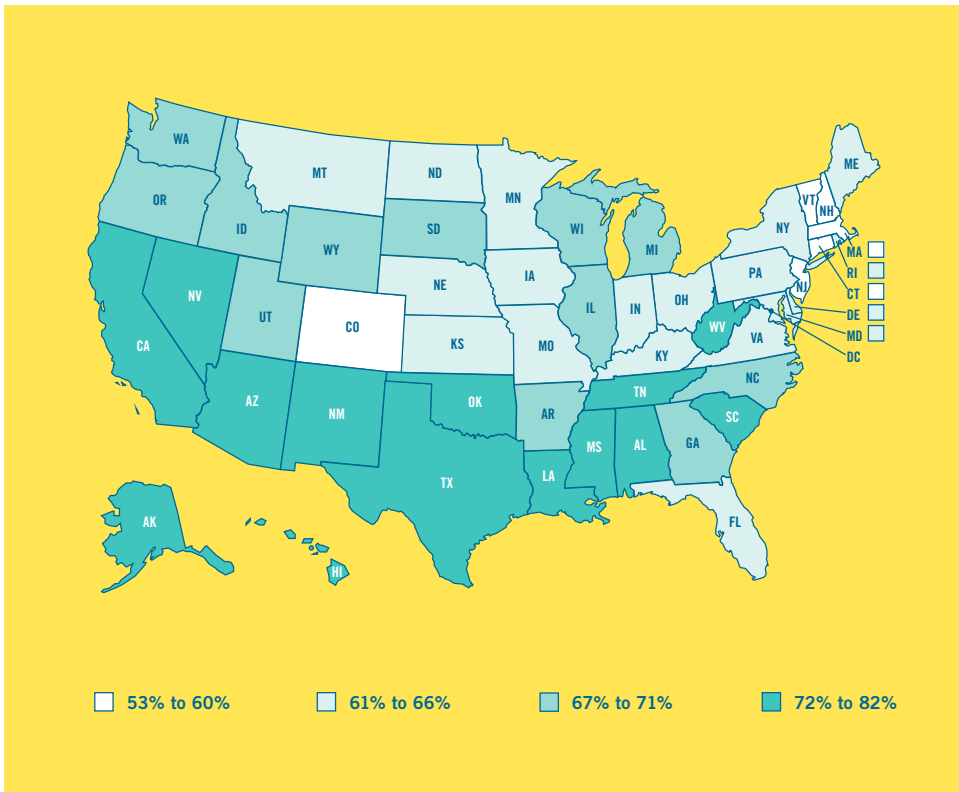 WA
MT
ND
MN
ME
VT
NH
OR
ID
SD
WI
NY
MI
WY
MA
RI
PA
NE
IA
NJ
CT
NV
OH
IL
IN
DE
UT
CO
WV
MD
CA
KS
MO
VA
KY
DC
NC
AZ
NM
OK
TN
AR
SC
MS
AL
GA
LA
TX
AK
FL
HI
53% to 60%
61% to 66%
67% to 71%
72% to 82%